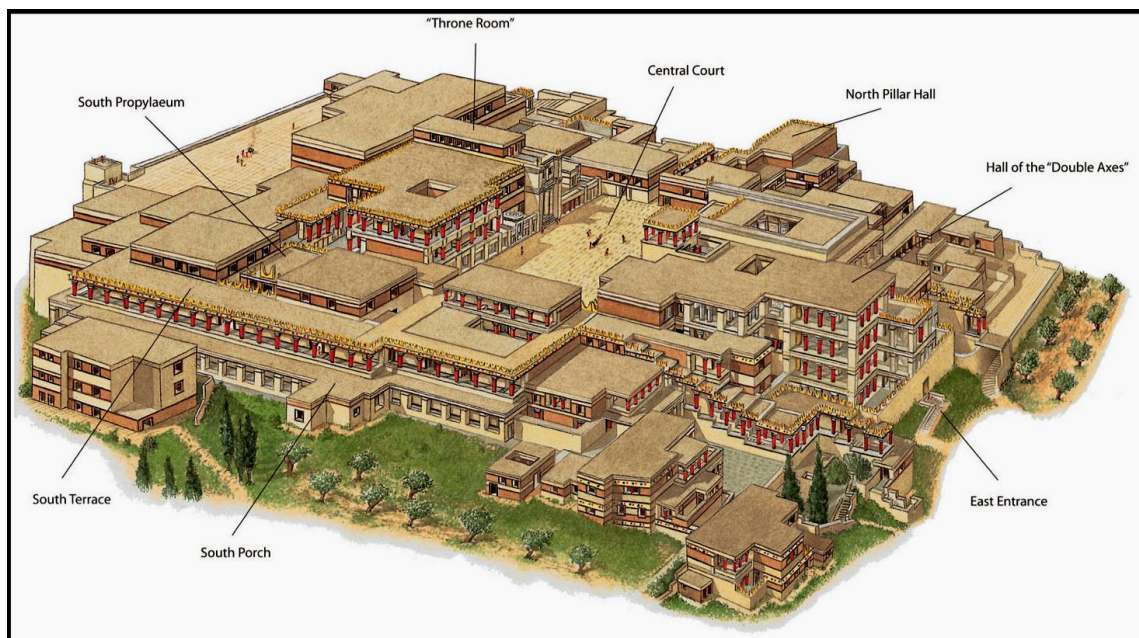 "Throne Room"
Central Court
South Propylaeum
North Pillar Hall
Hall of the "Double Axes"
South Terrace
East Entrance
South Porch